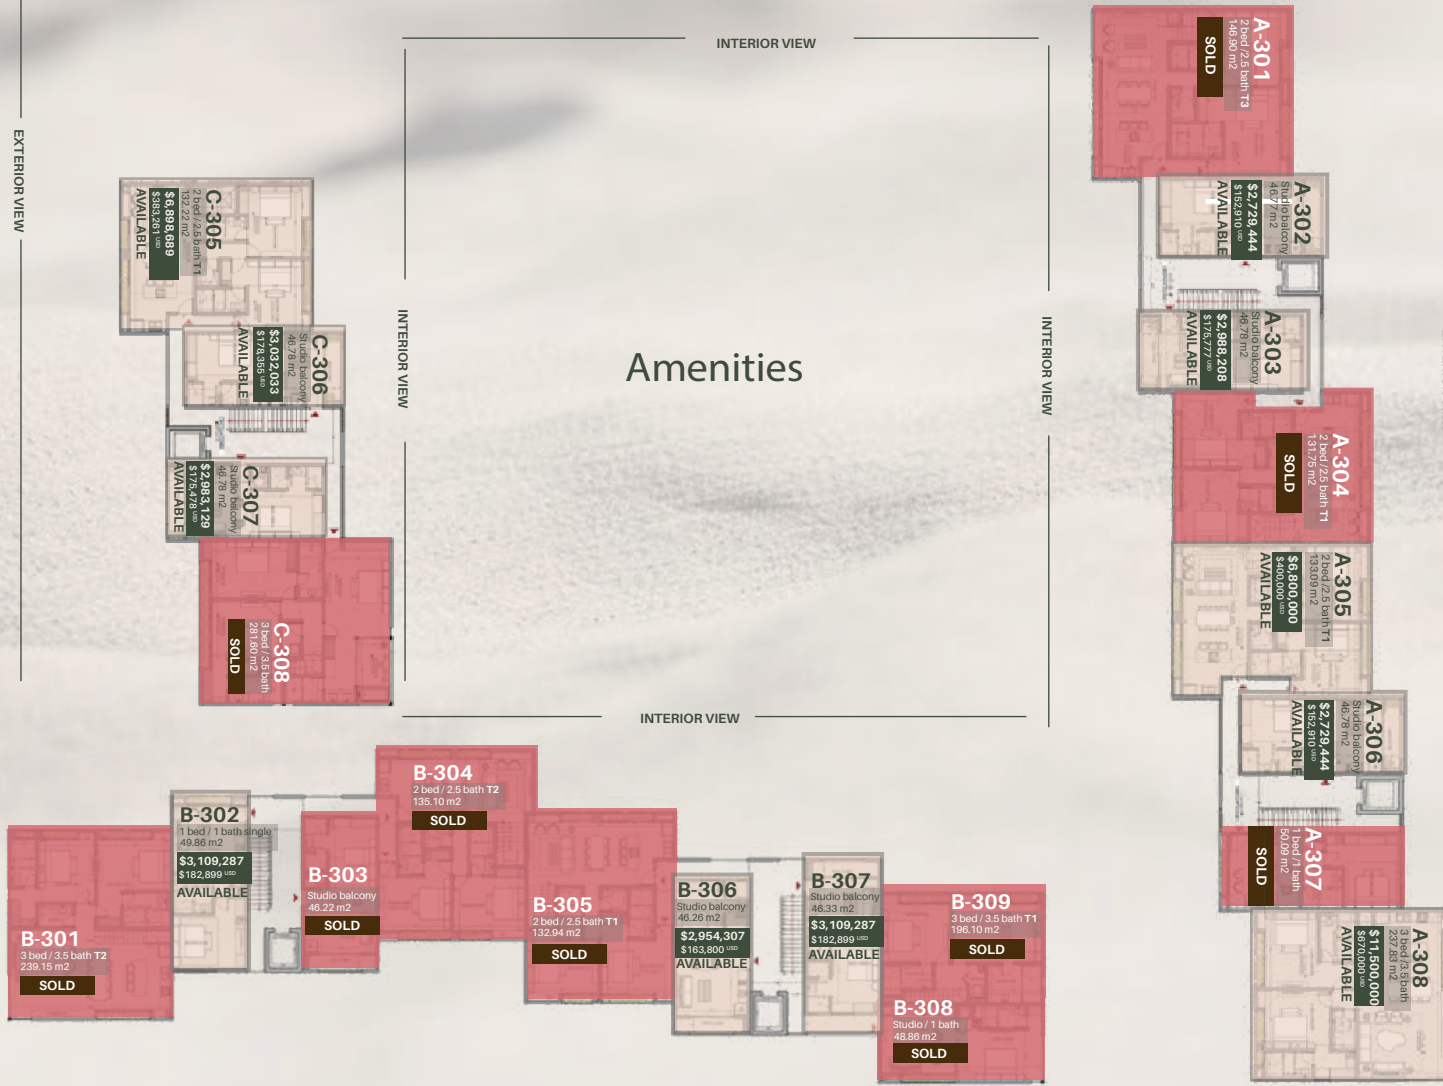 INTERIOR VIEW
EXTERIOR VIEW
INTERIOR VIEW
INTERIOR VIEW
INTERIOR VIEW
Amenities
C-305
2 bed / 2.5 bath T1
132.22 m2
$6,898,689
$383,261 USD
AVAILABLE
C-306
Studio balcony
46.78 m2
$3,032,033
$178,355 USD
AVAILABLE
C-307
Studio balcony
46.78 m2
$2,983,129
$175,478 USD
AVAILABLE
C-308
3 bed / 3.5 bath
281.60 m2
SOLD
A-301
2 bed /2.5 bath T3
146.90 m2
SOLD
A-302
Studio balcony
46.77 m2
$2,729,444
$152,910 USD
AVAILABLE
A-303
Studio balcony
46.78 m2
$2,988,208
$175,777 USD
AVAILABLE
A-304
2 bed /2.5 bath T1
131.75 m2
SOLD
A-305
2 bed /2.5 bath T1
133.09 m2
$6,800,000
$400,000 USD
AVAILABLE
A-306
Studio balcony
46.78 m2
$2,729,444
$152,910 USD
AVAILABLE
A-307
1 bed /1 bath
50.09 m2
SOLD
A-308
3 bed /3.5 bath
237.83 m2
$11,500,000
$670,000 USD
AVAILABLE
B-301
3 bed / 3.5 bath T2
239.15 m2
SOLD
B-302
1 bed / 1 bath single
49.86 m2
$3,109,287
$182,899 USD
AVAILABLE
B-303
Studio balcony
46.22 m2
SOLD
B-304
2 bed / 2.5 bath T2
135.10 m2
SOLD
B-305
2 bed / 2.5 bath T1
132.94 m2
SOLD
B-306
Studio balcony
46.26 m2
$2,954,307
$163,800 USD
AVAILABLE
B-307
Studio balcony
46.33 m2
$3,109,287
$182,899 USD
AVAILABLE
B-309
3 bed / 3.5 bath T1
196.10 m2
SOLD
B-308
Studio / 1 bath
48.86 m2
SOLD